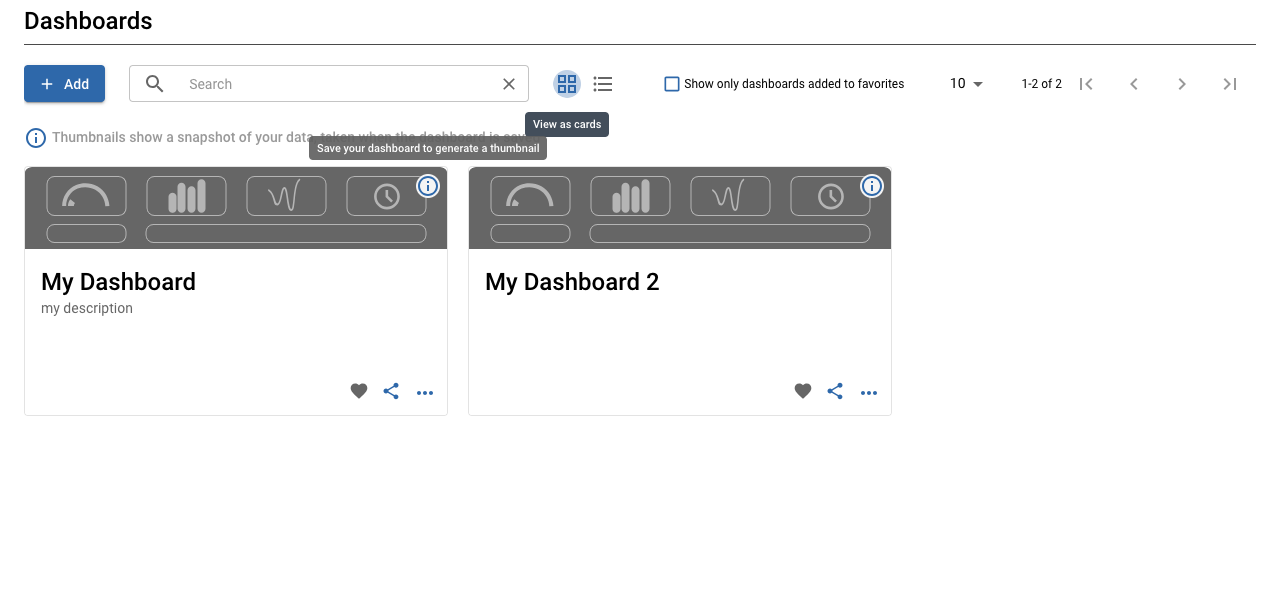 Dashboards
Add
Search
Show only dashboards added to favorites
10
1-2 of 2
View as cards
Thumbnails show a snapshot of your data, taken when the dashboard is
Save your dashboard to generate a thumbnail
My Dashboard
my description
My Dashboard 2